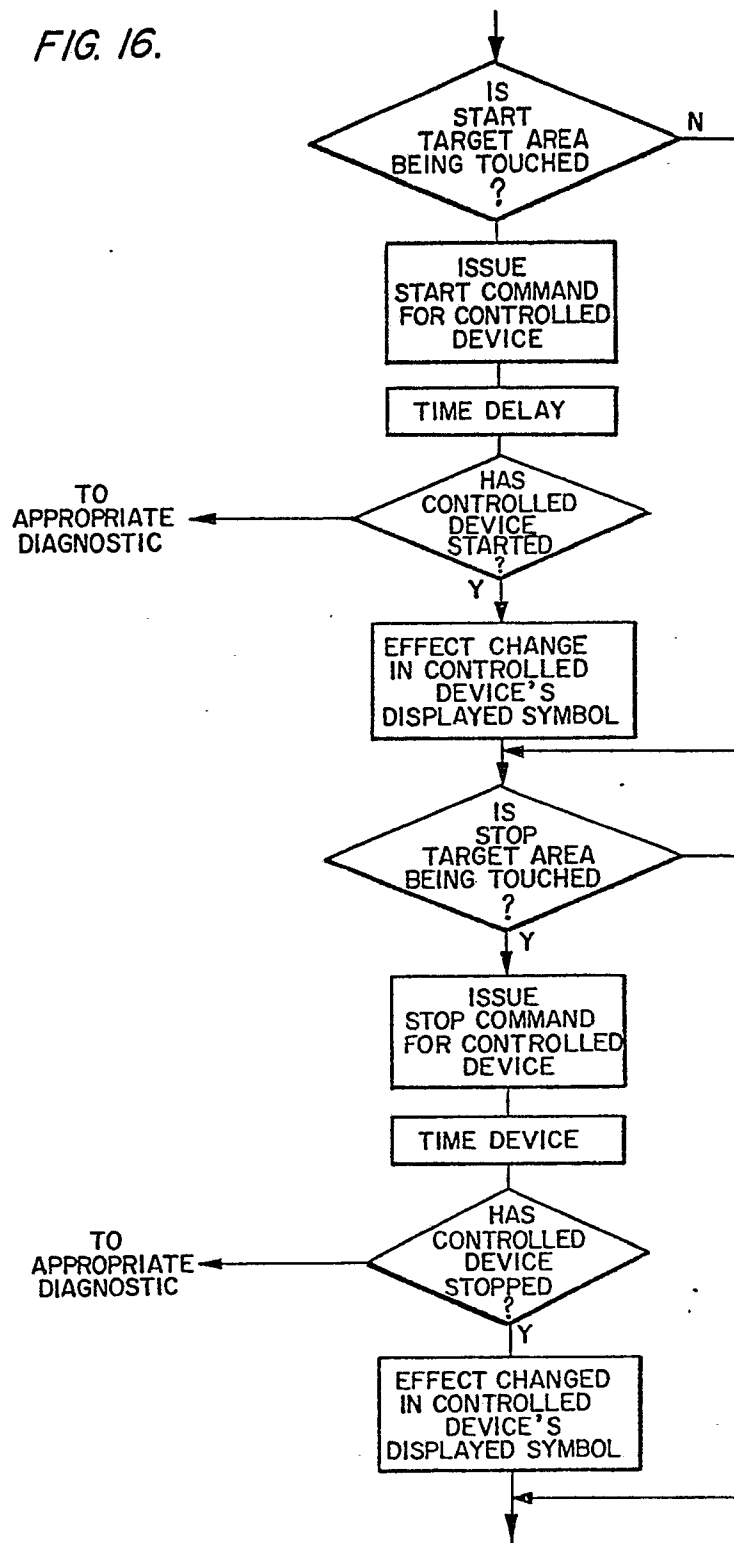 FIG. 16.
IS
START
TARGET AREA
BEING TOUCHED
?
N
ISSUE
START COMMAND
FOR CONTROLLED
DEVICE
TIME DELAY
HAS
CONTROLLED
DEVICE
STARTED
?
TO
APPROPRIATE
DIAGNOSTIC
Y
EFFECT CHANGE
IN CONTROLLED
DEVICE'S
DISPLAYED SYMBOL
IS
STOP
TARGET AREA
BEING TOUCHED
?
Y
ISSUE
STOP COMMAND
FOR CONTROLLED
DEVICE
TIME DEVICE
HAS
CONTROLLED
DEVICE
STOPPED
?
TO
APPROPRIATE
DIAGNOSTIC
Y
EFFECT CHANGED
IN CONTROLLED
DEVICE'S
DISPLAYED SYMBOL